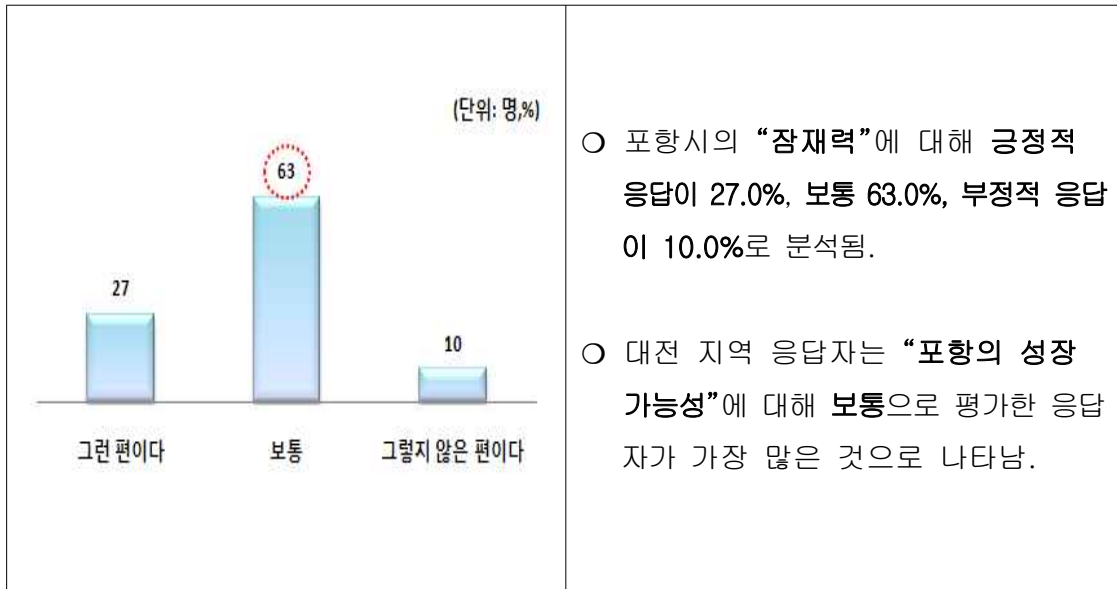 (단위: 명,%)
63
27
10
그런 편이다
보통
그렇지 않은 편이다
❍ 포항시의 “잠재력”에 대해 긍정적
응답이 27.0%, 보통 63.0%, 부정적 응답
이 10.0%로 분석됨.
❍ 대전 지역 응답자는 “포항의 성장
가능성”에 대해 보통으로 평가한 응답
자가 가장 많은 것으로 나타남.